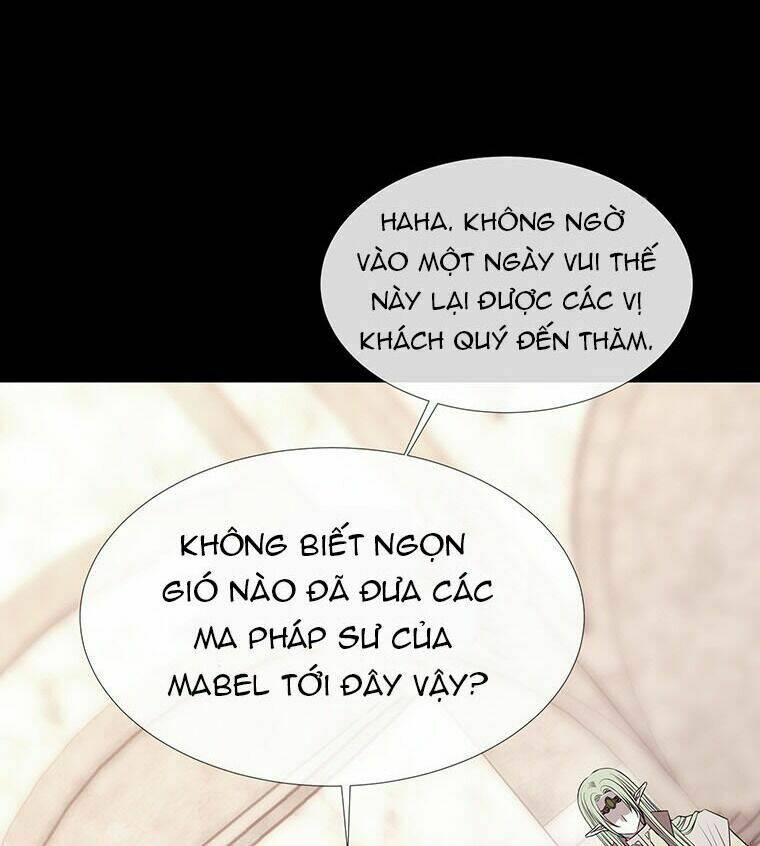 HAHA. KHÔNG NGỜ
VÀO MỘT NGÀY VUI THẾ
NÀY LẠI ĐƯỢC CÁC VỊ
KHÁCH QUÝ ĐẾN THĂM.
KHÔNG BIẾT NGỌN
GIÓ NÀO ĐÃ ĐƯA CÁC
MA PHÁP SƯ CỦA
MABEL TỚI ĐÂY VẬY?